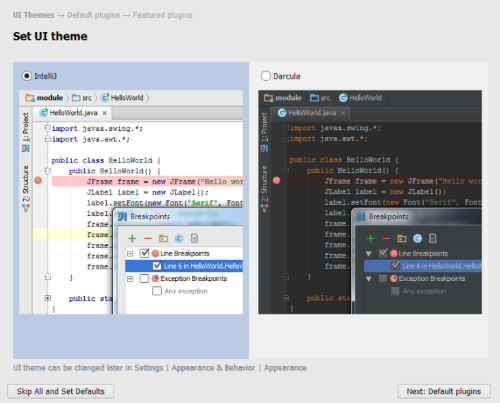 UI Themes → Default plugins → Featured plugins
Set UI theme
IntelliJ
module
src
HelloWorld
HelloWorld.java ×
1: Project
Z: Structure
import javax.swing.*;
import java.awt.*;
public class HelloWorld {
public HelloWorld() {
JFrame frame = new JFrame("Hello wor
JLabel label = new JLabel();
label.setFont(new Font("Serif", Font
label.
frame.
frame.
frame.
frame.
frame.
}
public sta
}
Breakpoints
Line Breakpoints
Line 6 in HelloWorld.HelloW
Exception Breakpoints
Any exception
Darcula
module
src
HelloWorld
HelloWorld.java ×
1: Project
Z: Structure
import javax.swing.*;
import java.awt.*;
public class HelloWorld {
public HelloWorld() {
JFrame frame = new JFrame("Hello wo
JLabel label = new JLabel();
label.setFont(new Font("Serif", Fon
label.
frame.
frame.
frame.
frame.
frame.
}
public sta
}
Breakpoints
Line Breakpoints
Line 6 in HelloWorld.Hello
Exception Breakpoints
Any exception
UI theme can be changed later in Settings | Appearance & Behavior | Appearance
Skip All and Set Defaults
Next: Default plugins